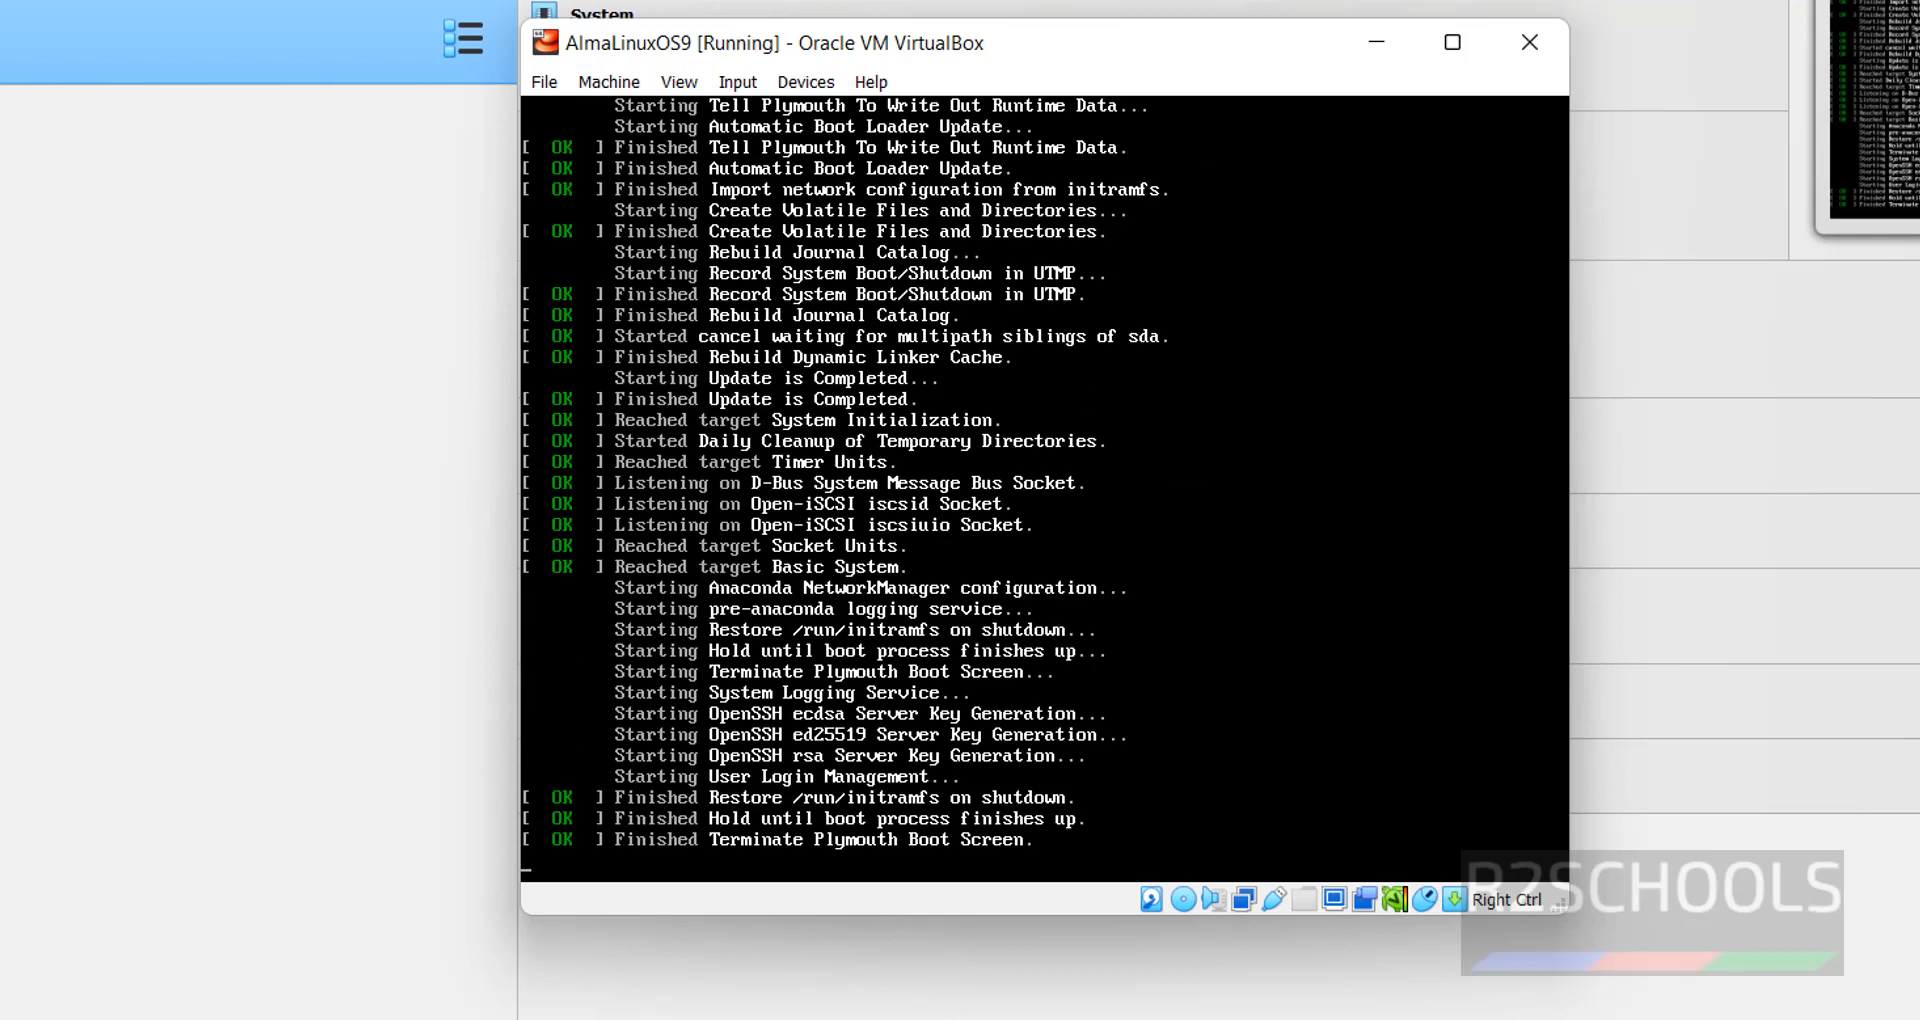 System
AlmaLinuxOS9 [Running] - Oracle VM VirtualBox
File Machine View Input Devices Help
Starting Tell Plymouth To Write Out Runtime Data...
Starting Automatic Boot Loader Update...
[ OK ] Finished Tell Plymouth To Write Out Runtime Data.
[ OK ] Finished Automatic Boot Loader Update.
[ OK ] Finished Import network configuration from initramfs.
Starting Create Volatile Files and Directories...
[ OK ] Finished Create Volatile Files and Directories.
Starting Rebuild Journal Catalog...
Starting Record System Boot/Shutdown in UTMP...
[ OK ] Finished Record System Boot/Shutdown in UTMP.
[ OK ] Finished Rebuild Journal Catalog.
[ OK ] Started cancel waiting for multipath siblings of sda.
[ OK ] Finished Rebuild Dynamic Linker Cache.
Starting Update is Completed...
[ OK ] Finished Update is Completed.
[ OK ] Reached target System Initialization.
[ OK ] Started Daily Cleanup of Temporary Directories.
[ OK ] Reached target Timer Units.
[ OK ] Listening on D-Bus System Message Bus Socket.
[ OK ] Listening on Open-iSCSI iscsid Socket.
[ OK ] Listening on Open-iSCSI iscsiuio Socket.
[ OK ] Reached target Socket Units.
[ OK ] Reached target Basic System.
Starting Anaconda NetworkManager configuration...
Starting pre-anaconda logging service...
Starting Restore /run/initramfs on shutdown...
Starting Hold until boot process finishes up...
Starting Terminate Plymouth Boot Screen...
Starting System Logging Service...
Starting OpenSSH ecdsa Server Key Generation...
Starting OpenSSH ed25519 Server Key Generation...
Starting OpenSSH rsa Server Key Generation...
Starting User Login Management...
[ OK ] Finished Restore /run/initramfs on shutdown.
[ OK ] Finished Hold until boot process finishes up.
[ OK ] Finished Terminate Plymouth Boot Screen.
Right Ctrl
R2SCHOOLS